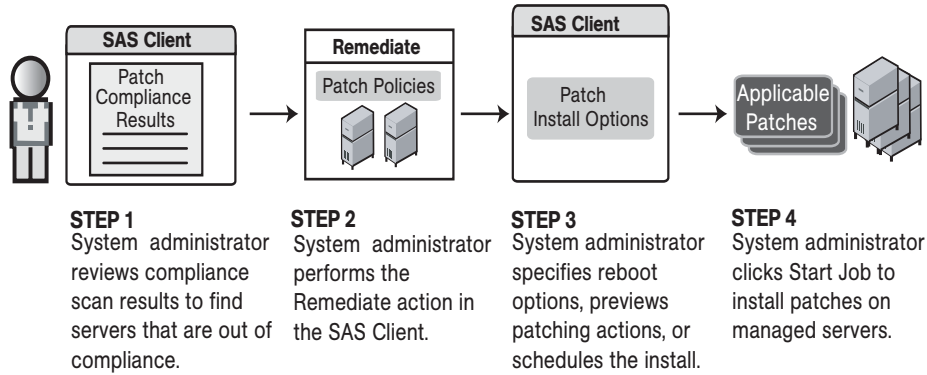 SAS Client
Patch
Compliance
Results
Remediate
Patch Policies
SAS Client
Patch
Install Options
Applicable
Patches
STEP 1
System administrator
reviews compliance
scan results to find
servers that are out of
compliance.
STEP 2
System administrator
performs the
Remediate action in
the SAS Client.
STEP 3
System administrator
specifies reboot
options, previews
patching actions, or
schedules the install.
STEP 4
System administrator
clicks Start Job to
install patches on
managed servers.